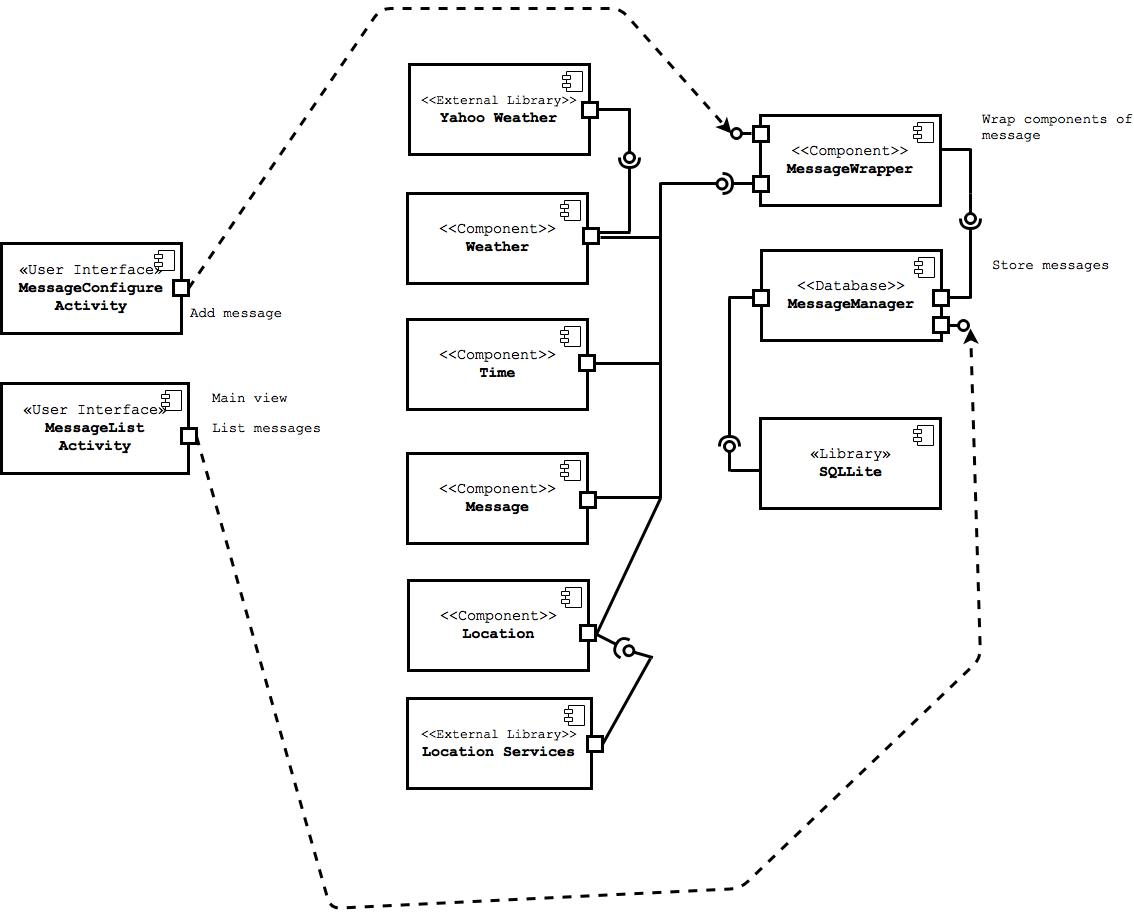 <<External Library>>
Yahoo Weather
Wrap components of
message
<<Component>>
MessageWrapper
<<Component>>
Weather
«User Interface»
MessageConfigure
Activity
Add message
Store messages
<<Database>>
MessageManager
<<Component>>
Time
«User Interface»
MessageList
Activity
Main view
List messages
«Library»
SQLLite
<<Component>>
Message
<<Component>>
Location
<<External Library>>
Location Services